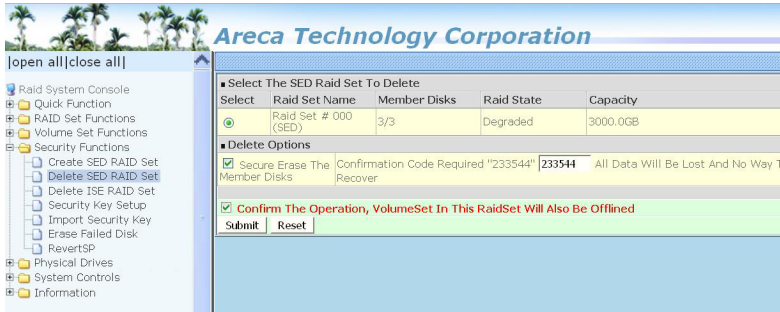 Areca Technology Corporation
|open all|close all|
Raid System Console
Quick Function
RAID Set Functions
Volume Set Functions
Security Functions
Create SED RAID Set
Delete SED RAID Set
Delete ISE RAID Set
Security Key Setup
Import Security Key
Erase Failed Disk
RevertSP
Physical Drives
System Controls
Information
Select The SED Raid Set To Delete
Select Raid Set Name Member Disks Raid State Capacity
Raid Set # 000 (SED) 3/3 Degraded 3000.0GB
Delete Options
Secure Erase The Member Disks
Confirmation Code Required "233544" 233544 All Data Will Be Lost And No Way T
Recover
Confirm The Operation, VolumeSet In This RaidSet Will Also Be Offlined
Submit Reset